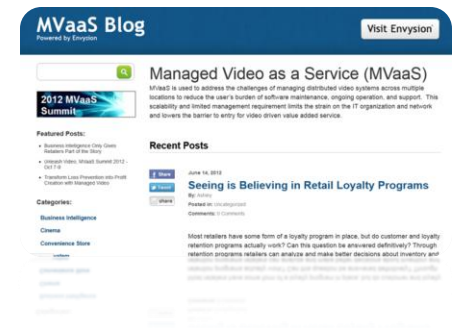 MVaaS Blog
Powered by Envysion
Visit Envysion
2012 MVaaS
Summit
Featured Posts:
Business Intelligence Only Gives
Retailers Part of the Story
Unleash Video, MVaaS Summit 2012 -
Oct 7-9
Transform Loss Prevention into Profit
Creation with Managed Video
Categories:
Business Intelligence
Cinema
Convenience Store
Managed Video as a Service (MVaaS)
MVaaS is used to address the challenges of managing distributed video systems across multiple
locations to reduce the user's burden of software maintenance, ongoing operation, and support. This
scalability and limited management requirement limits the strain on the IT organization and network
and lowers the barrier to entry for video driven value added service.
Recent Posts
Share
Tweet
Share
June 14, 2012
Seeing is Believing in Retail Loyalty Programs
By: Ashley
Posted in: Uncategorized
Comments: 0 Comments
Most retailers have some form of a loyalty program in place, but do customer and loyalty
retention programs actually work? Can this question be answered definitively? Through
retention programs retailers can analyze and make better decisions about inventory and